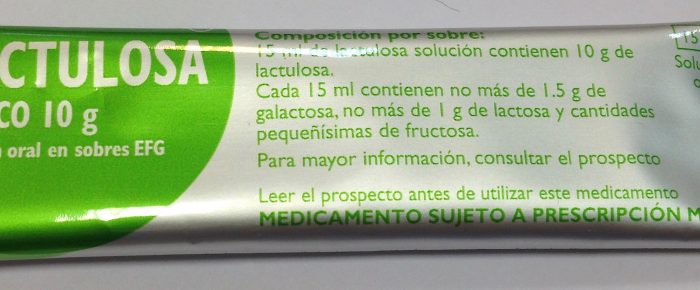 CTULOSA
CO 10 g
oral en sobres EFG
Composición por sobre:
15 ml de lactulosa solución contienen 10 g de
lactulosa.
Cada 15 ml contienen no más de 1.5 g de
galactosa, no más de 1 g de lactosa y cantidades
pequeñísimas de fructosa.
Para mayor información, consultar el prospecto
Leer el prospecto antes de utilizar este medicamento
MEDICAMENTO SUJETO A PRESCRIPCIÓN M
15
Solu